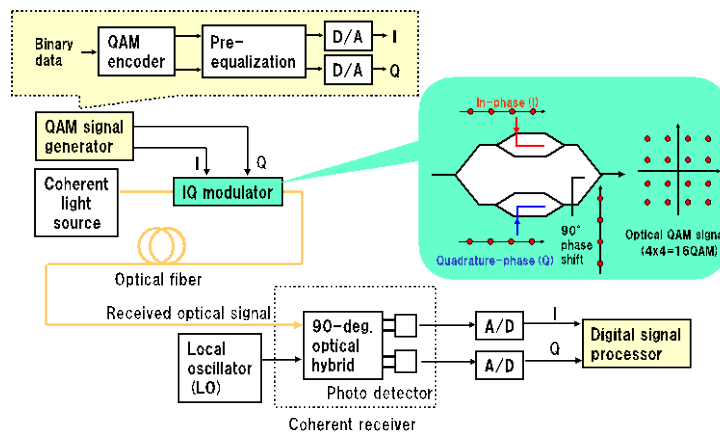 Binary
data
QAM
encoder
Pre-
equalization
D/A
I
D/A
Q
QAM signal
generator
I
Q
Coherent
light
source
IQ modulator
Optical fiber
In-phase (I)
Quadrature-phase (Q)
90°
phase
shift
Optical QAM signal
(4x4=16QAM)
Received optical signal
Local
oscillator
(LO)
90-deg.
optical
hybrid
Photo detector
Coherent receiver
A/D
I
A/D
Q
Digital signal
processor